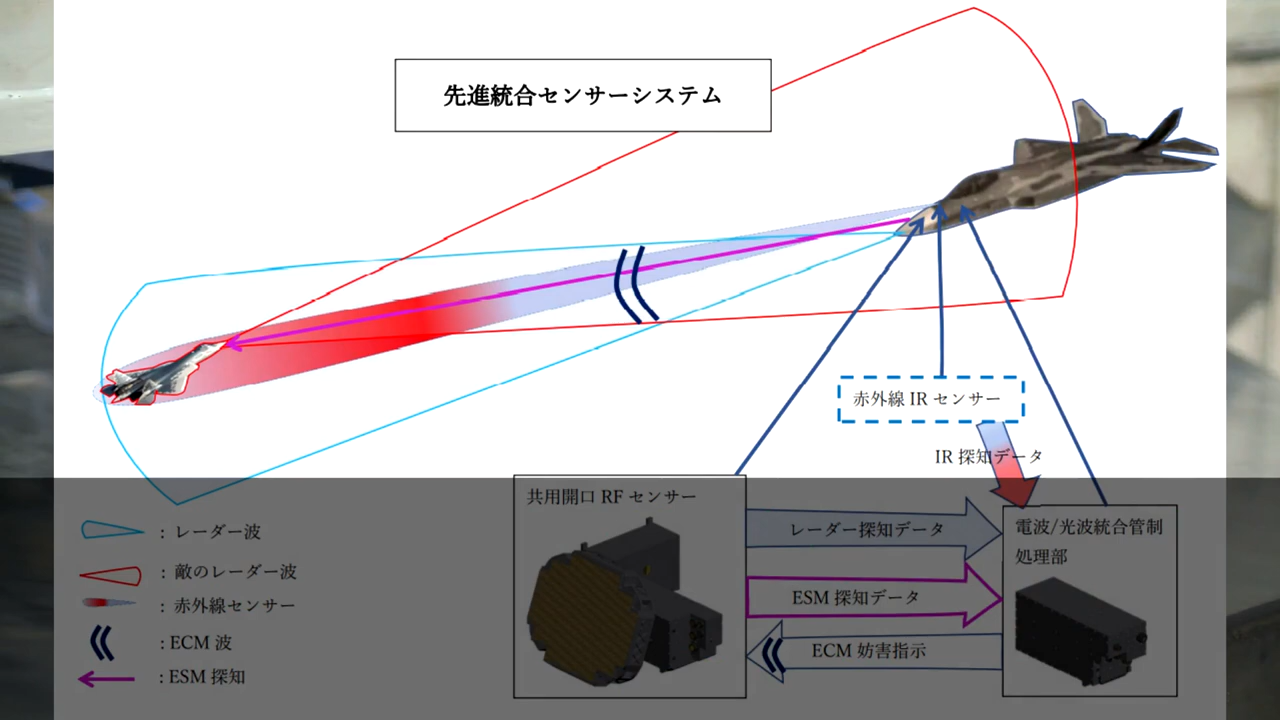 先進統合センサーシステム
赤外線 IR センサー
IR 探知データ
共用開口 RF センサー
レーダー探知データ
ESM 探知データ
ECM 妨害指示
電波/光波統合管制
処理部
：レーダー波
：敵のレーダー波
：赤外線センサー
：ECM 波
：ESM 探知